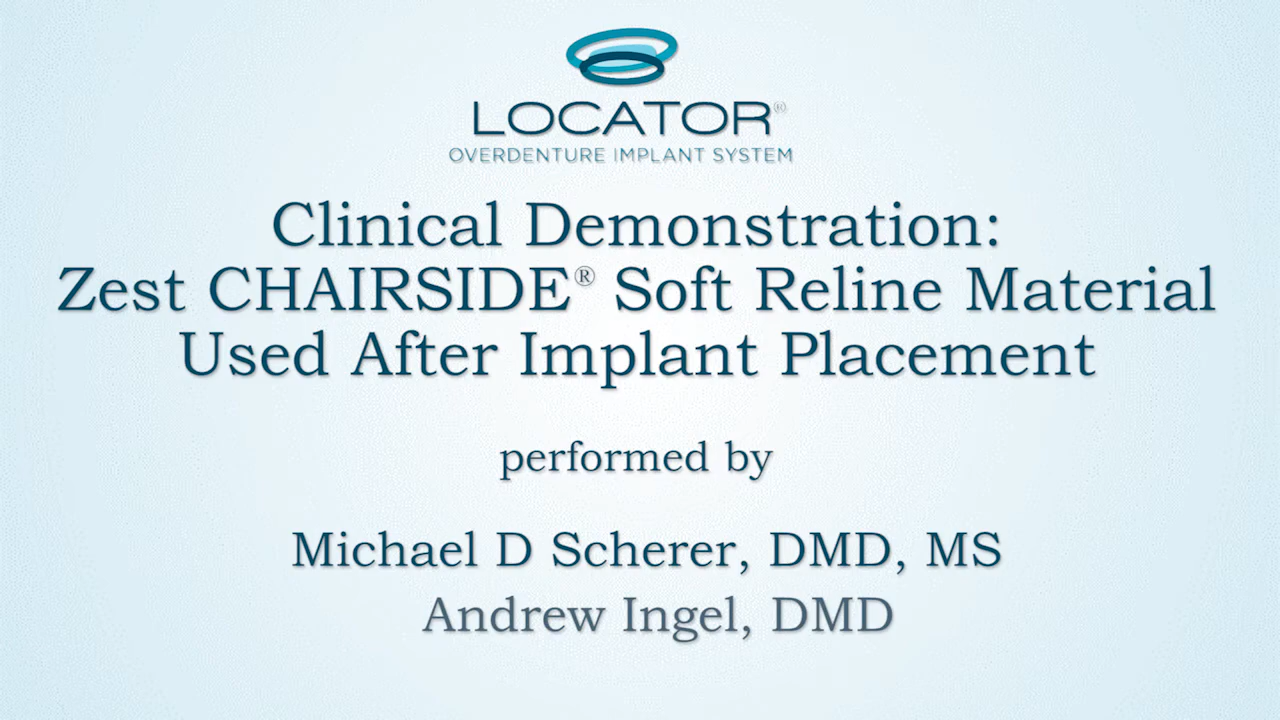 LOCATOR®
OVERDENTURE IMPLANT SYSTEM
Clinical Demonstration:
Zest CHAIRSIDE® Soft Reline Material
Used After Implant Placement
performed by
Michael D Scherer, DMD, MS
Andrew Ingel, DMD